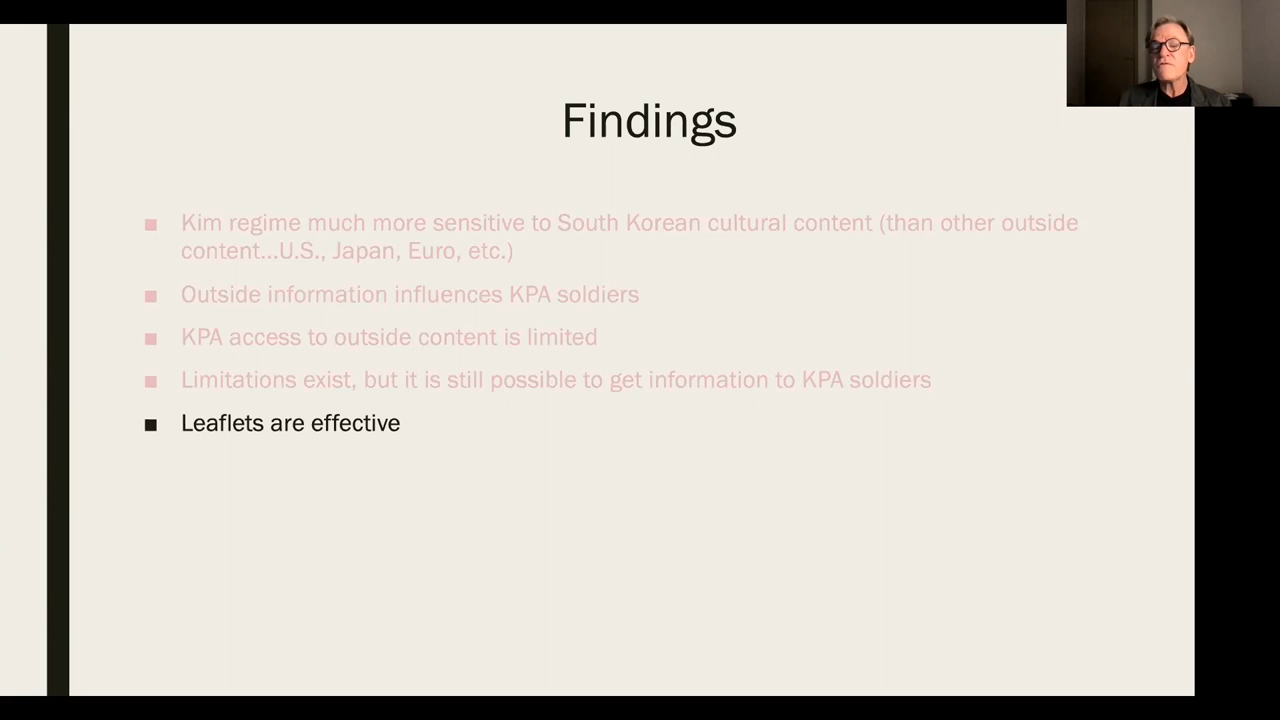 Findings
■ Kim regime much more sensitive to South Korean cultural content (than other outside
content...U.S., Japan, Euro, etc.)
■ Outside information influences KPA soldiers
■ KPA access to outside content is limited
■ Limitations exist, but it is still possible to get information to KPA soldiers
■ Leaflets are effective